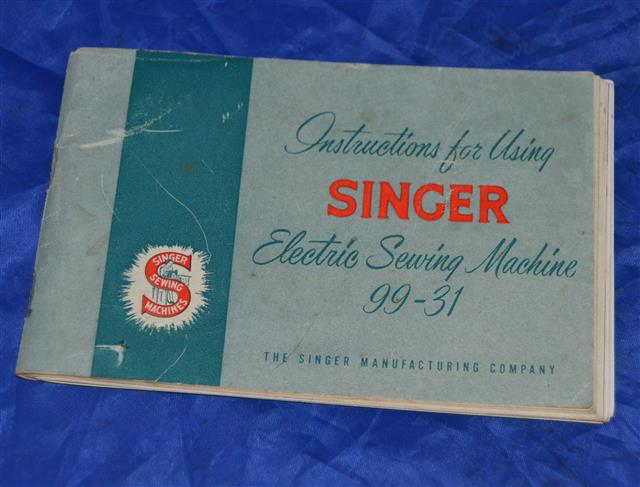 Instructions for Using
SINGER
Electric Sewing Machine
99-31
THE SINGER MANUFACTURING COMPANY
SINGER
SEWING
MACHINES